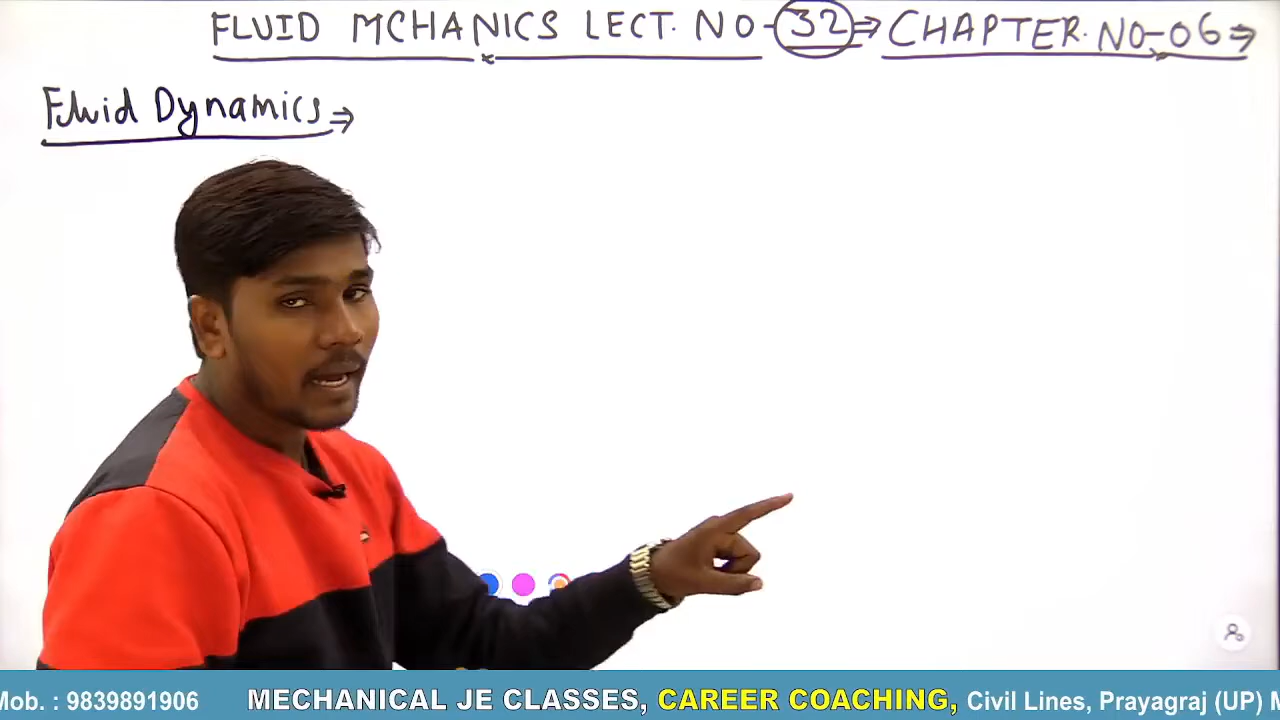 FLUID MCHANICS LECT. NO-32⇒ CHAPTER. NO-06⇒
Fluid Dynamics⇒
Mob. : 9839891906 MECHANICAL JE CLASSES, CAREER COACHING, Civil Lines, Prayagraj (UP) M